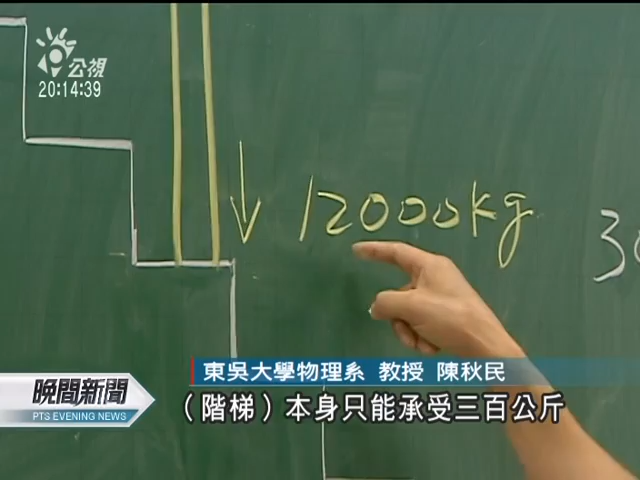 公視
20:14:39
12000kg
30
東吳大學物理系 教授 陳秋民
晚間新聞
PTS EVENING NEWS
（階梯）本身只能承受三百公斤